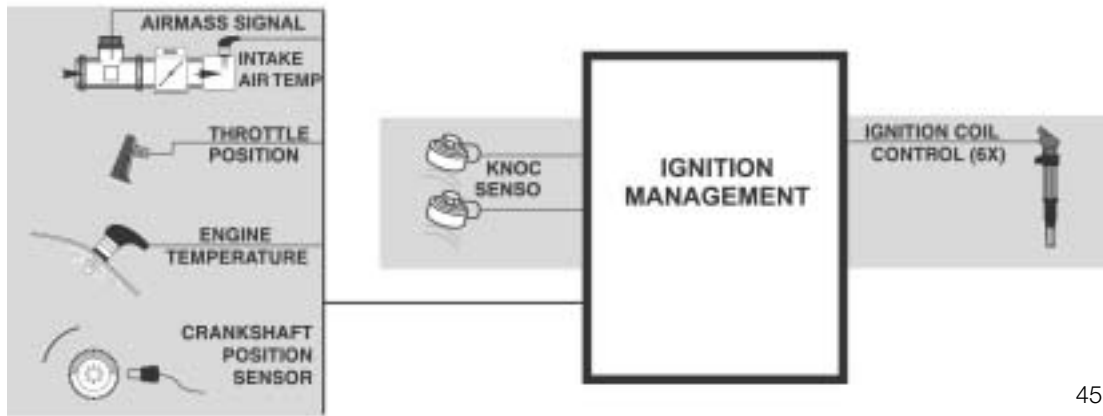 AIRMASS SIGNAL
INTAKE
AIR TEMP
THROTTLE
POSITION
ENGINE
TEMPERATURE
CRANKSHAFT
POSITION
SENSOR
KNOC
SENSO
IGNITION
MANAGEMENT
IGNITION COIL
CONTROL (6X)
45